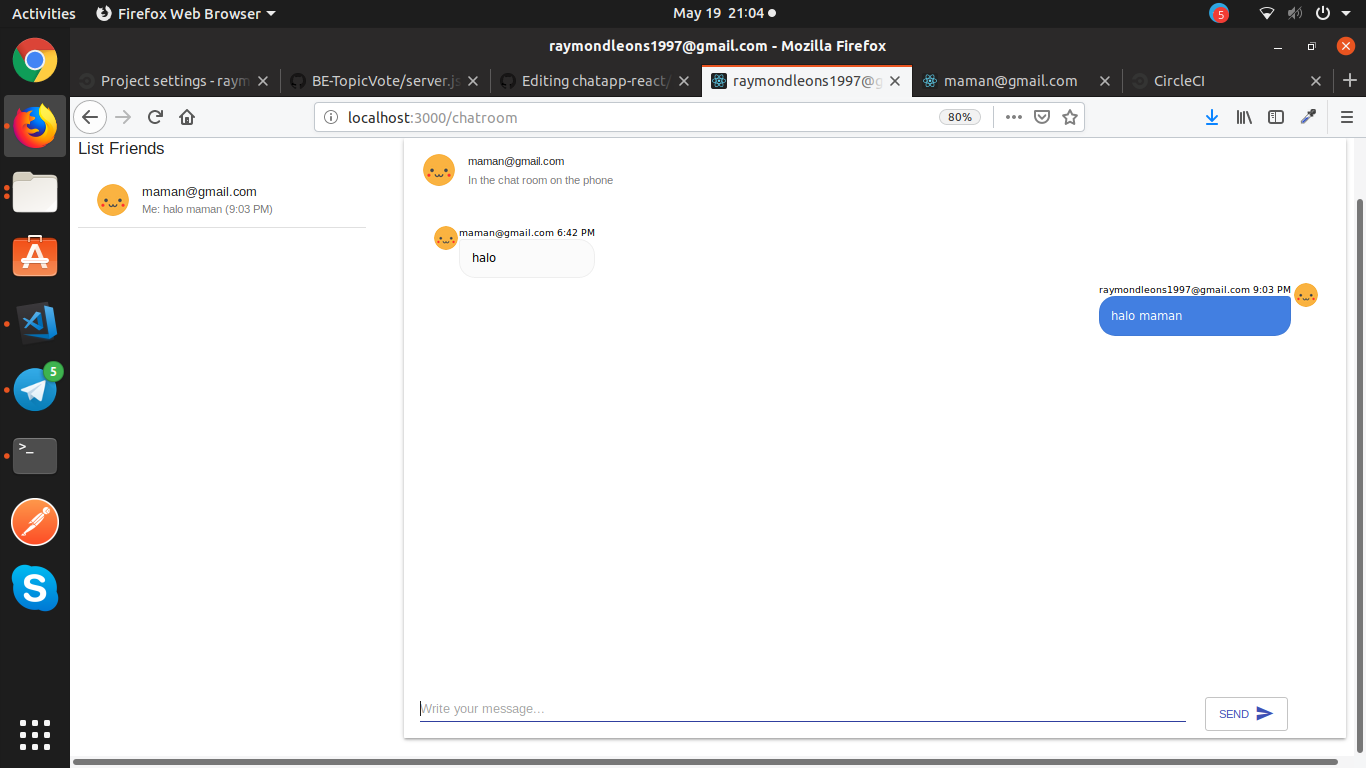 Activities
Firefox Web Browser
May 19 21:04
5
raymondleons1997@gmail.com - Mozilla Firefox
Project settings - raym
BE-TopicVote/server.js
Editing chatapp-react/
raymondleons1997@g
maman@gmail.com
CircleCI
localhost:3000/chatroom
80%
List Friends
maman@gmail.com
Me: halo maman (9:03 PM)
maman@gmail.com
In the chat room on the phone
maman@gmail.com 6:42 PM
halo
raymondleons1997@gmail.com 9:03 PM
halo maman
5
>_
Write your message...
SEND